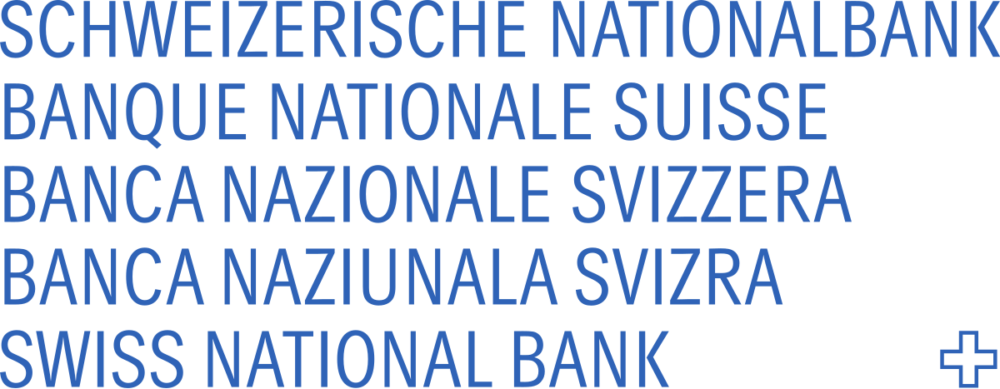 SCHWEIZERISCHE NATIONALBANK
BANQUE NATIONALE SUISSE
BANCA NAZIONALE SVIZZERA
BANCA NAZIUNALA SVIZRA
SWISS NATIONAL BANK